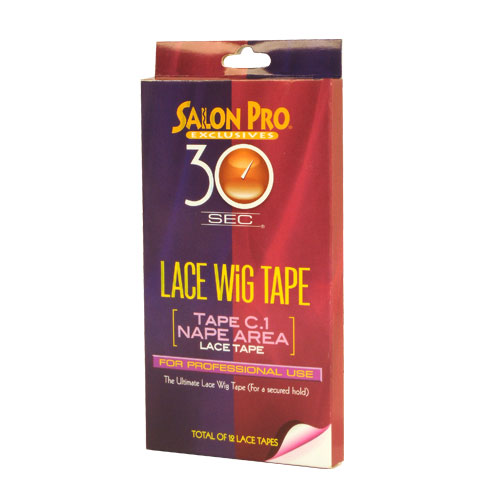 SALON PRO®
EXCLUSIVES
30
SEC®
LACE WiG TAPE
[TAPE C.1
NAPE AREA]
LACE TAPE
FOR PROFESSIONAL USE
The Ultimate Lace Wig Tape (For a secured hold)
TOTAL OF 12 LACE TAPES